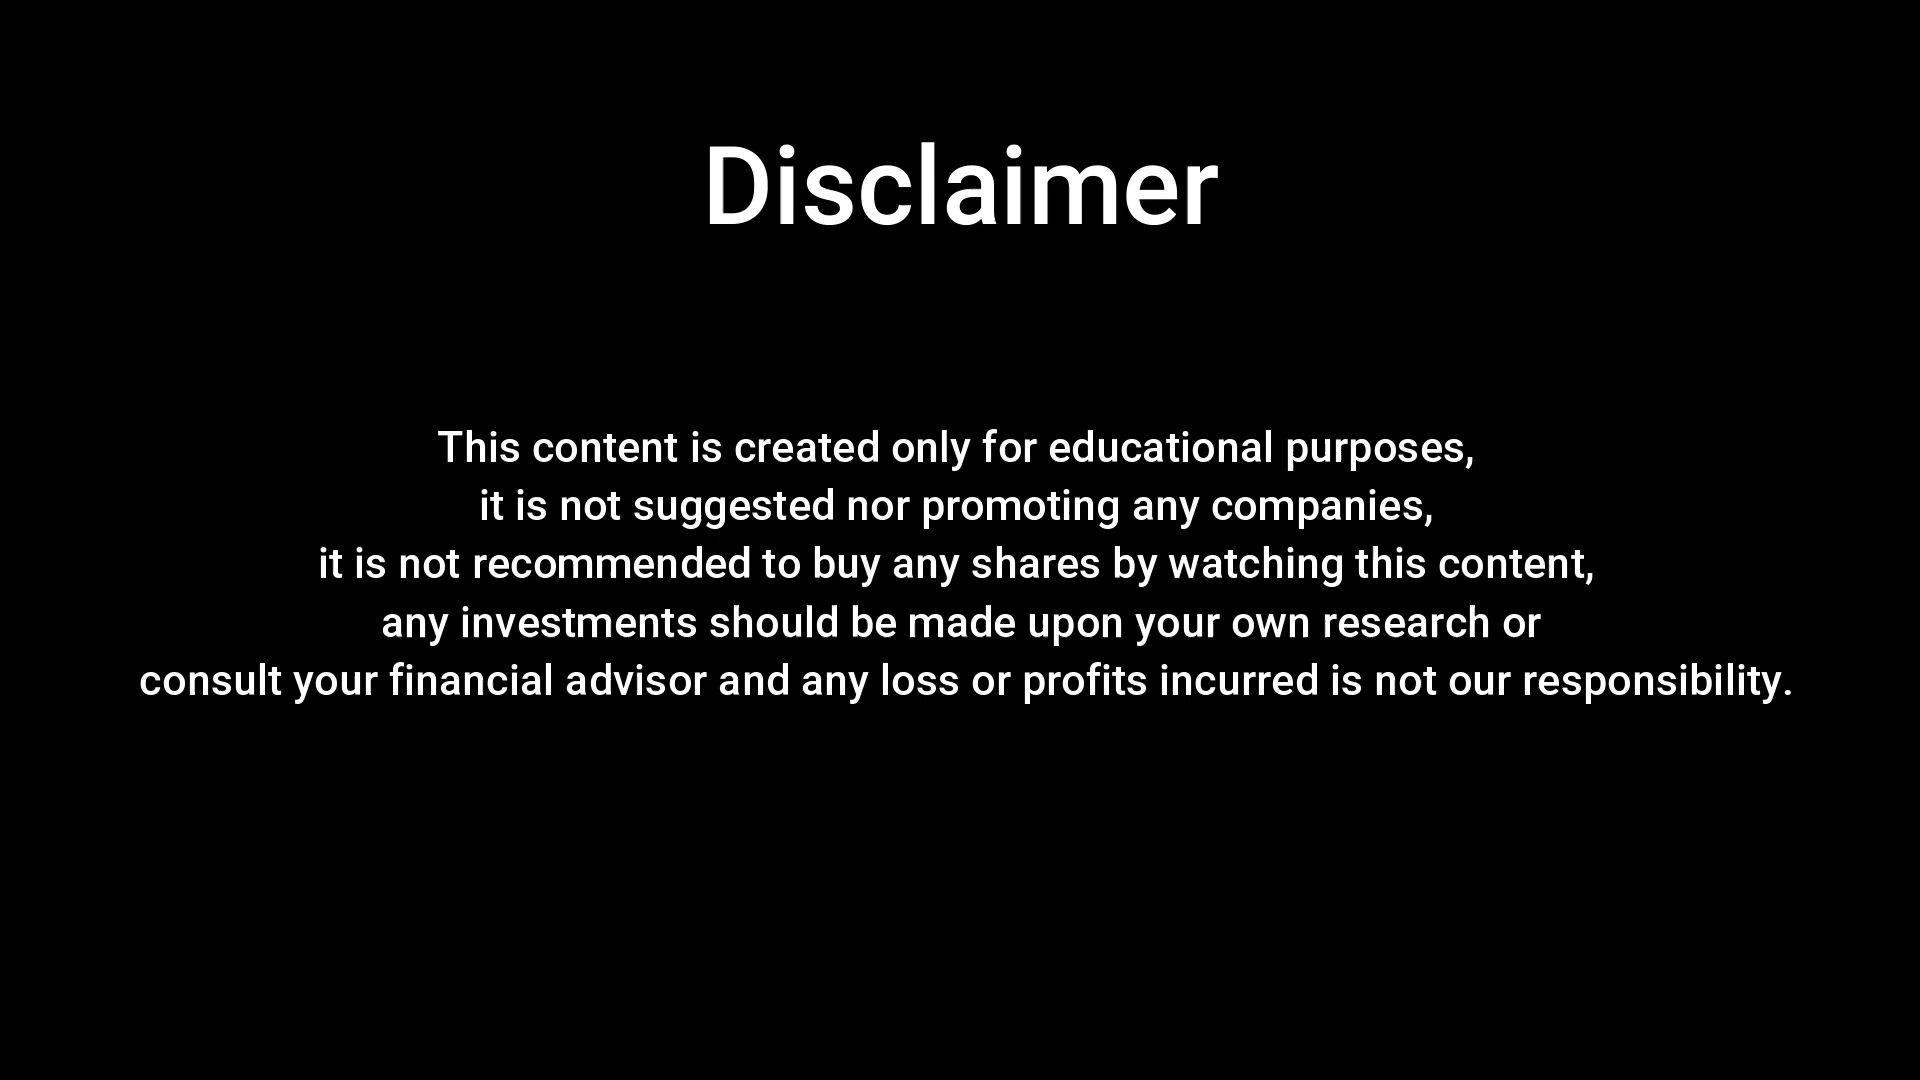 Disclaimer
This content is created only for educational purposes,
it is not suggested nor promoting any companies,
it is not recommended to buy any shares by watching this content,
any investments should be made upon your own research or
consult your financial advisor and any loss or profits incurred is not our responsibility.